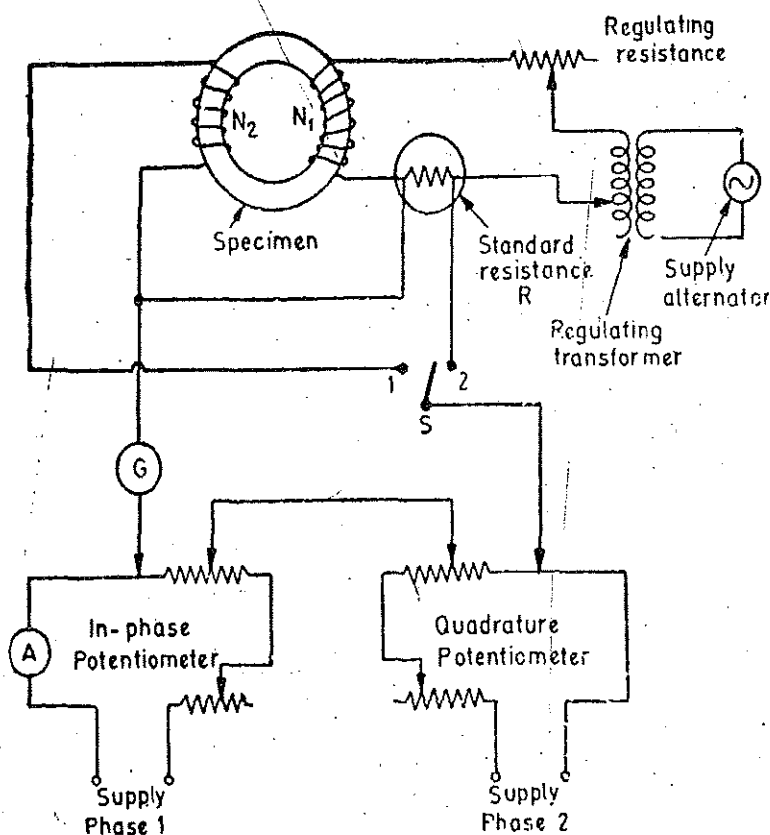 Regulating
resistance
N₂
N₁
Specimen
Standard
resistance
R
Supply
alternator
Regulating
transformer
1
2
S
G
A
In-phase
Potentiometer
Quadrature
Potentiometer
Supply
Phase 1
Supply
Phase 2